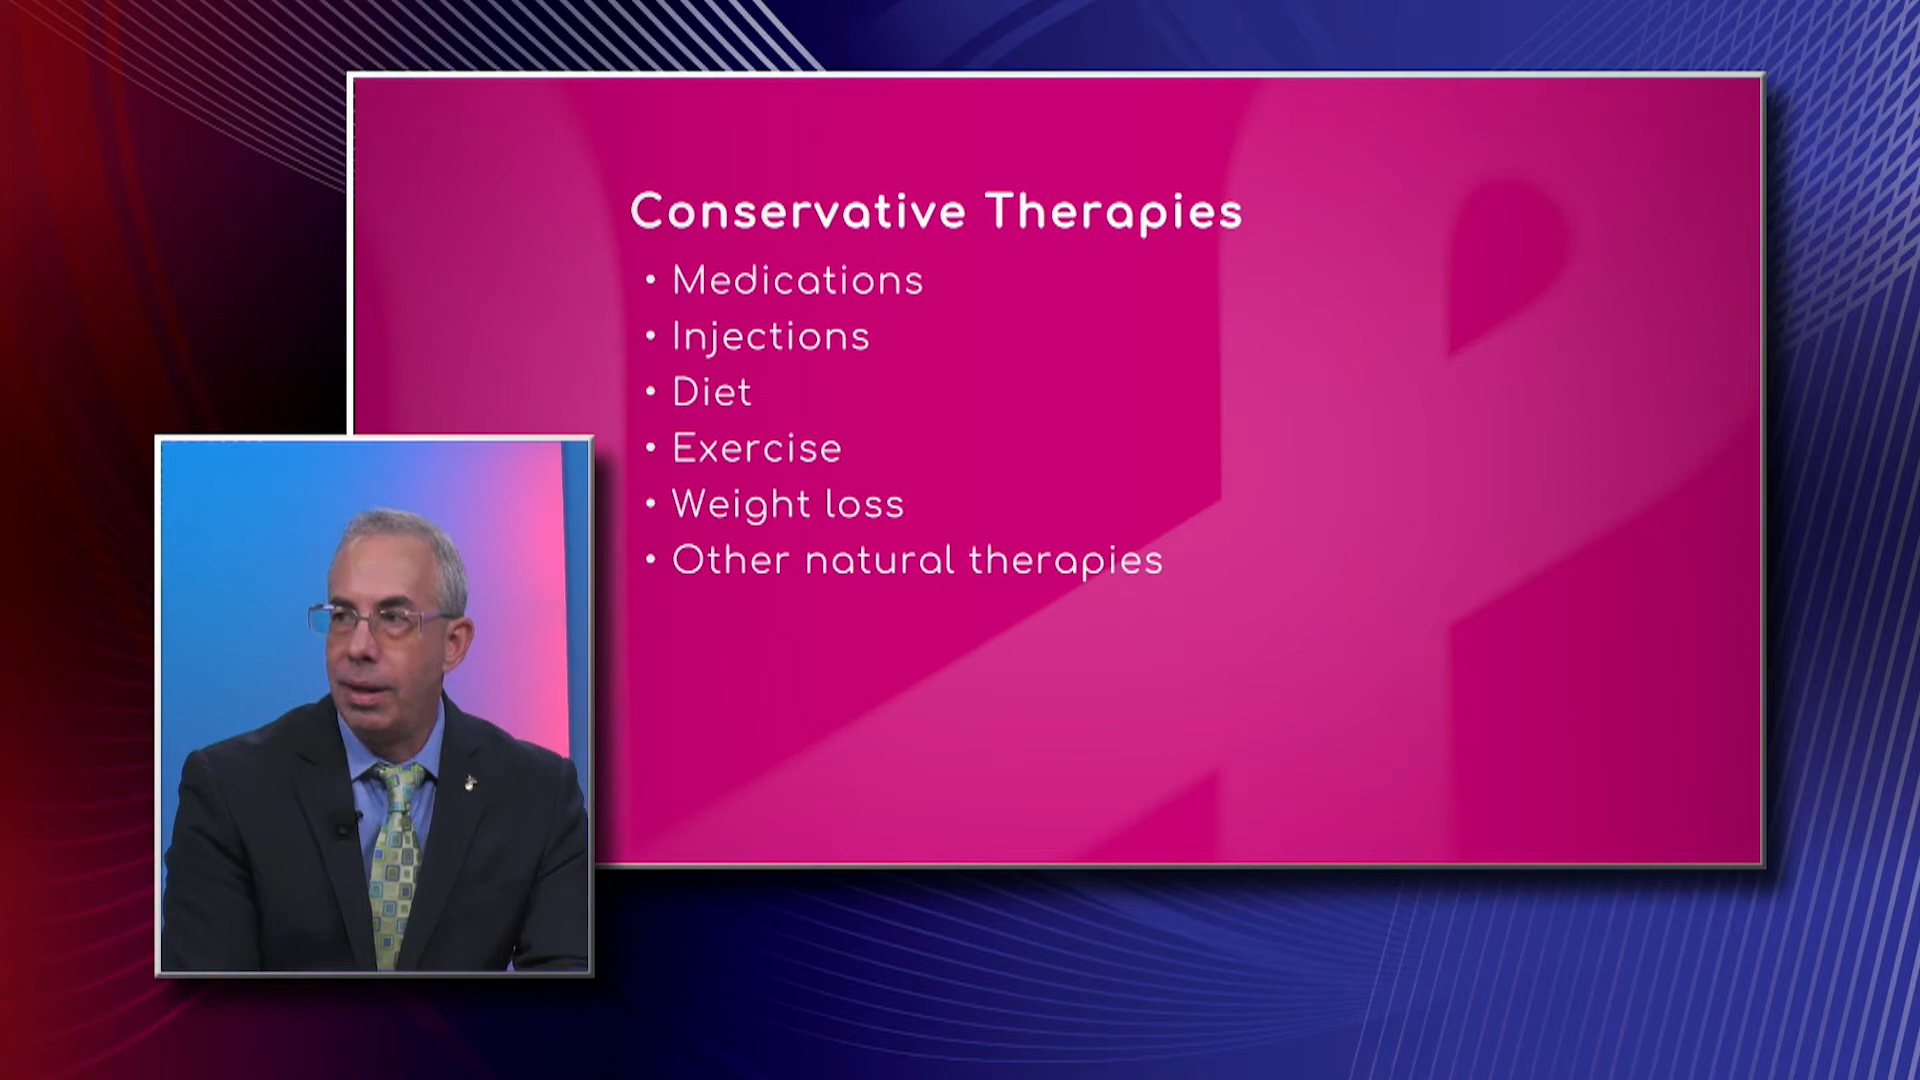 Conservative Therapies
• Medications
• Injections
• Diet
• Exercise
• Weight loss
• Other natural therapies